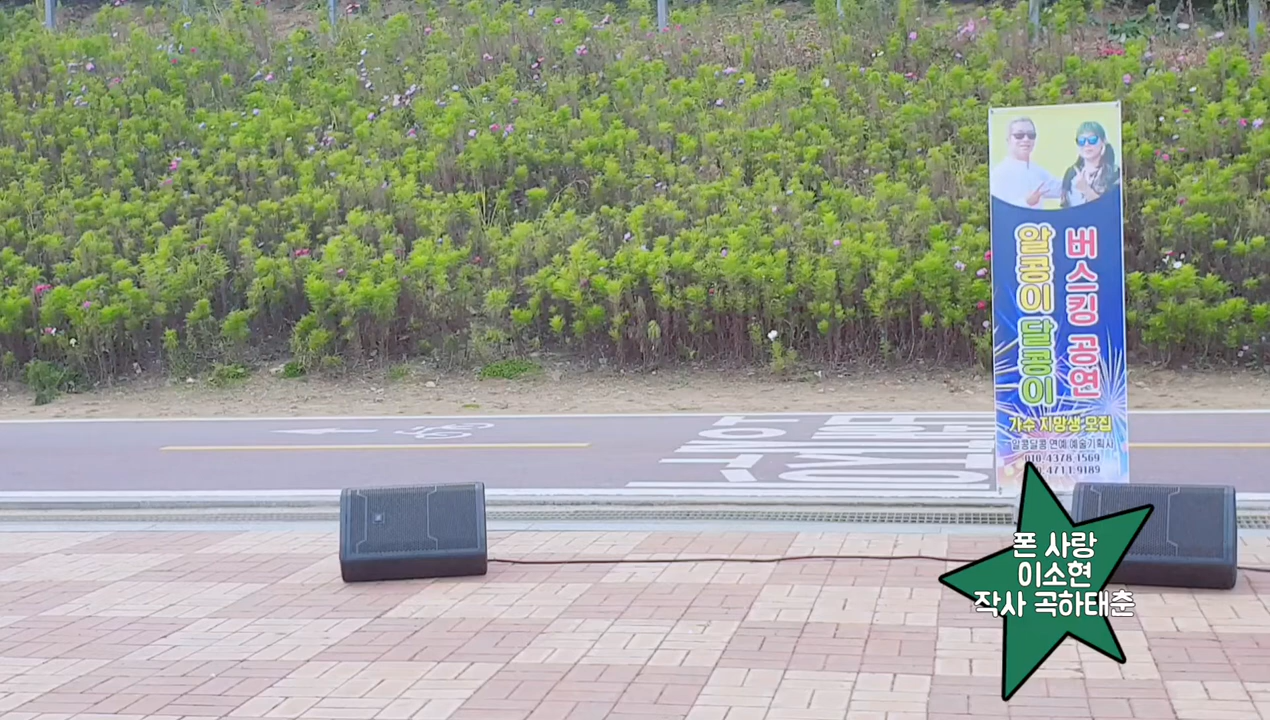 버스킹 공연
알콩이 달콩이
가수 지망생 모집
알콩달콩 연예.예술기획사
010-4378-1569
4711-9189
폰 사랑
이소현
작사 곡하태춘